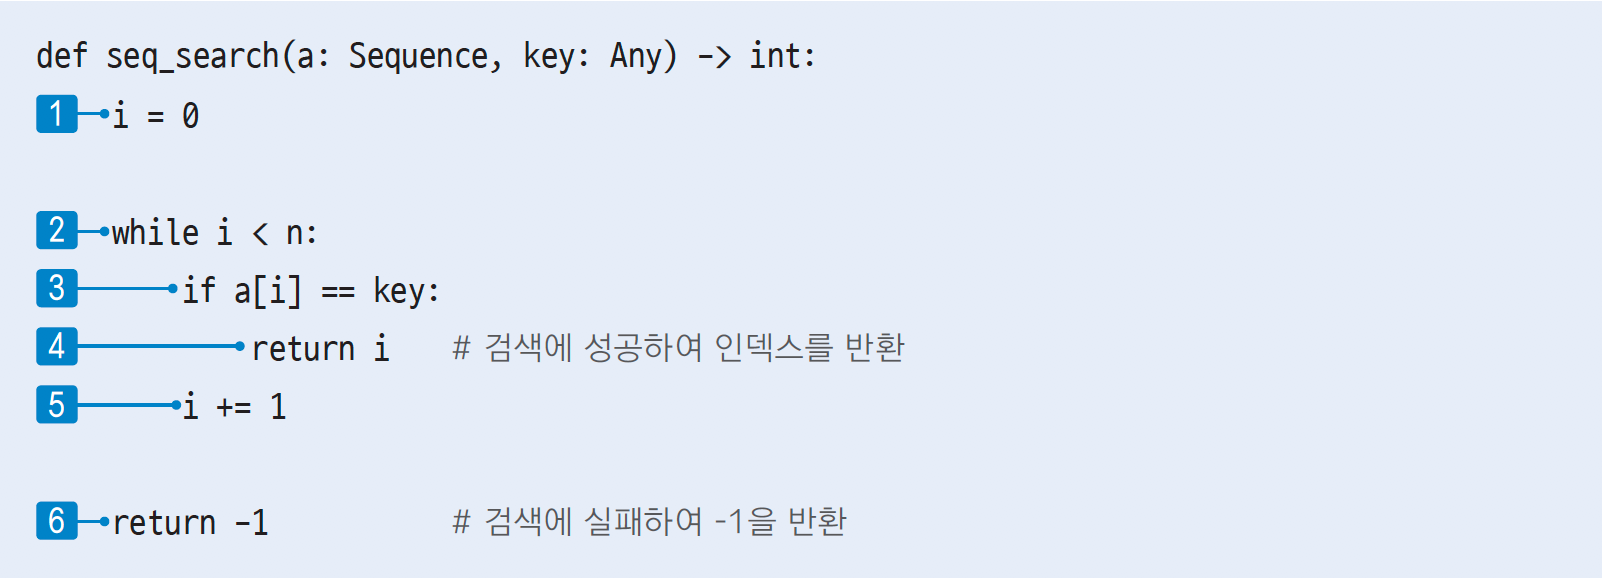 def seq_search(a: Sequence, key: Any) -> int:
1 i = 0
2 while i < n:
3 if a[i] == key:
4 return i # 검색에 성공하여 인덱스를 반환
5 i += 1
6 return -1 # 검색에 실패하여 -1을 반환